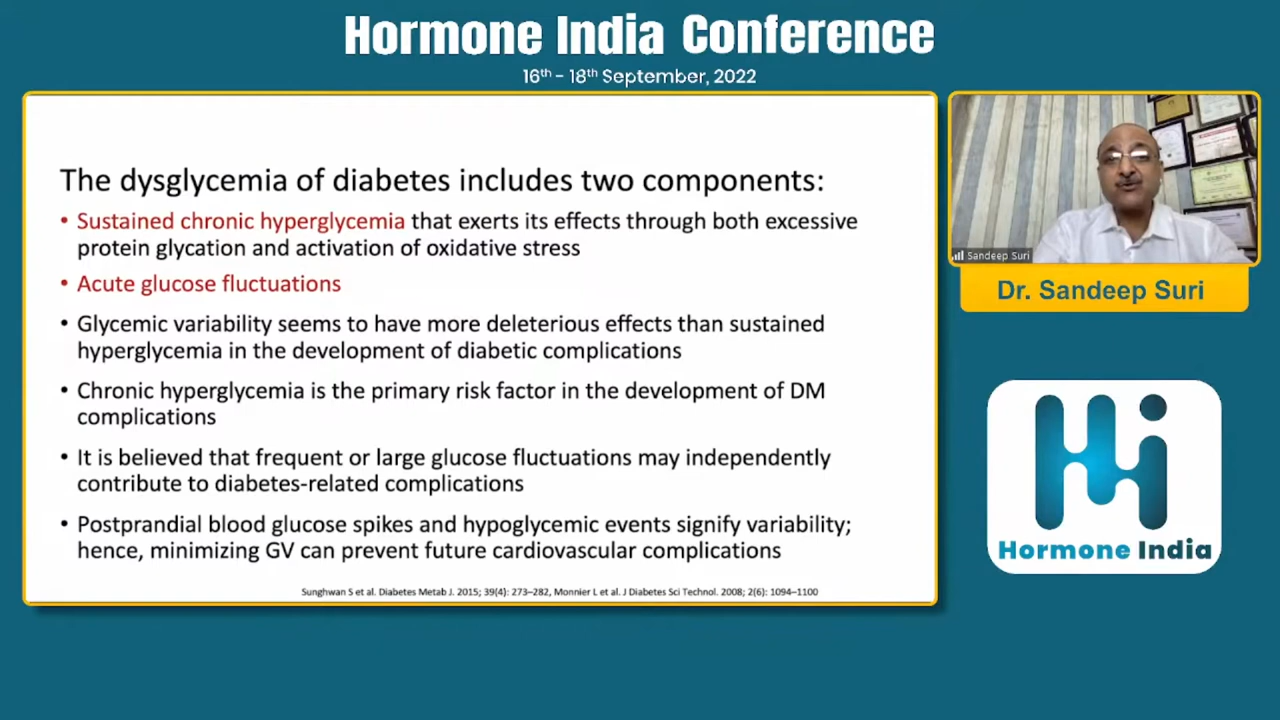 Hormone India Conference
16th - 18th September, 2022
The dysglycemia of diabetes includes two components:
• Sustained chronic hyperglycemia that exerts its effects through both excessive
protein glycation and activation of oxidative stress
• Acute glucose fluctuations
• Glycemic variability seems to have more deleterious effects than sustained
hyperglycemia in the development of diabetic complications
• Chronic hyperglycemia is the primary risk factor in the development of DM
complications
• It is believed that frequent or large glucose fluctuations may independently
contribute to diabetes-related complications
• Postprandial blood glucose spikes and hypoglycemic events signify variability;
hence, minimizing GV can prevent future cardiovascular complications
Sunghwan S et al. Diabetes Metab J. 2015; 39(4): 273–282, Monnier L et al. J Diabetes Sci Technol. 2008; 2(6): 1094–1100
Sandeep Suri
Dr. Sandeep Suri
Hi
Hormone India